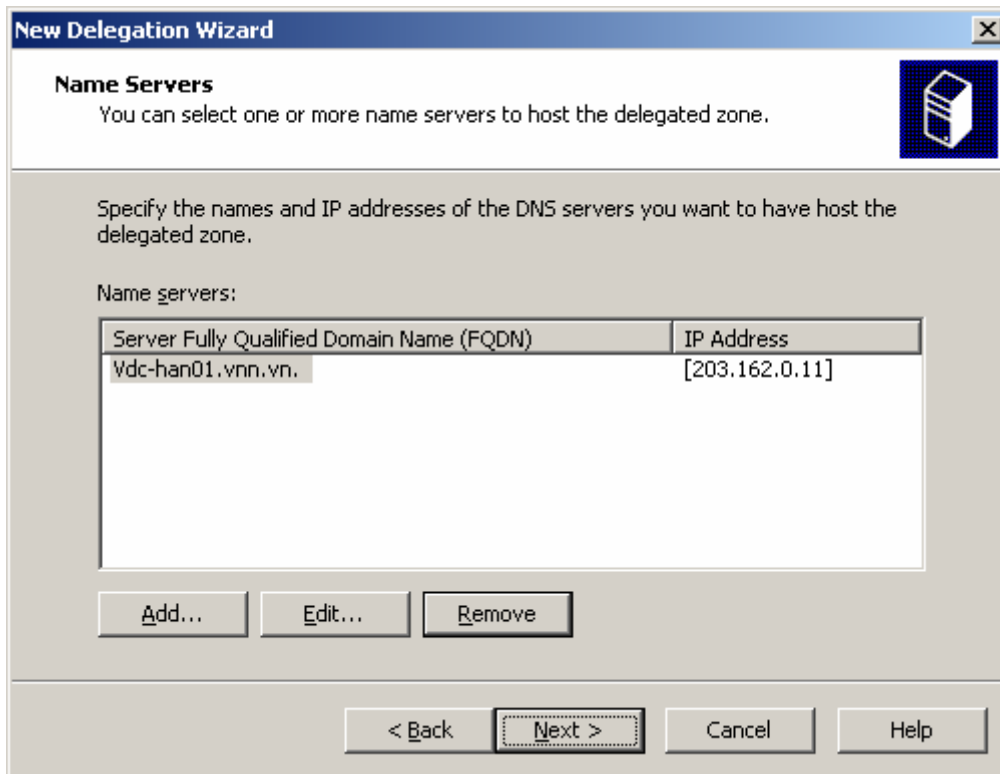 New Delegation Wizard
Name Servers
You can select one or more name servers to host the delegated zone.
Specify the names and IP addresses of the DNS servers you want to have host the
delegated zone.
Name servers:
Server Fully Qualified Domain Name (FQDN) IP Address
Vdc-han01.vnn.vn. [203.162.0.11]
Add... Edit... Remove
< Back Next > Cancel Help